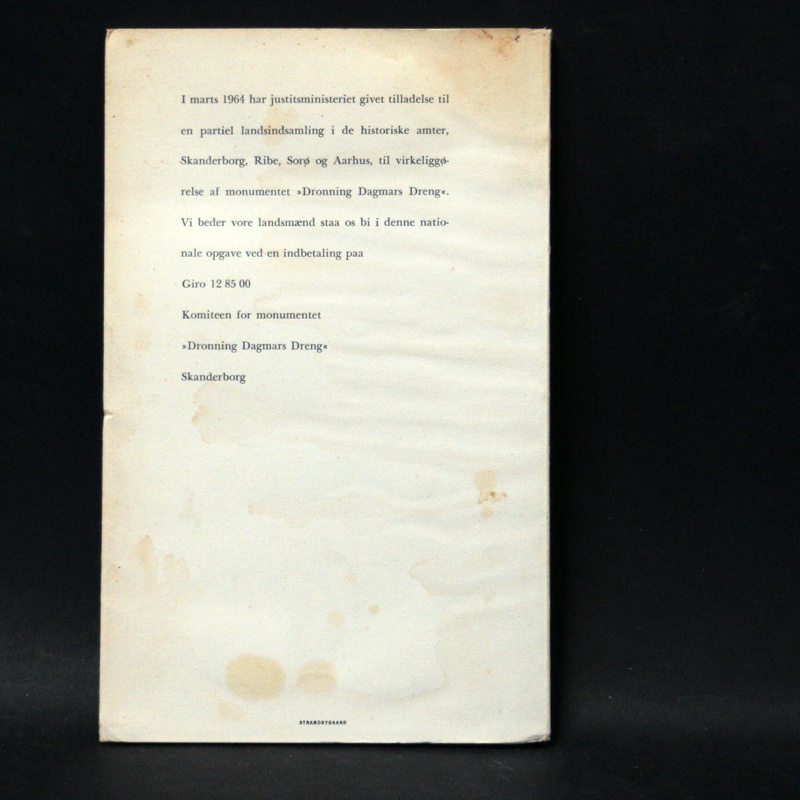 I marts 1964 har justitsministeriet givet tilladelse til
en partiel landsindsamling i de historiske amter,
Skanderborg, Ribe, Sorø og Aarhus, til virkeliggø-
relse af monumentet »Dronning Dagmars Dreng«.
Vi beder vore landsmænd staa os bi i denne natio-
nale opgave ved en indbetaling paa
Giro 12 85 00
Komiteen for monumentet
»Dronning Dagmars Dreng«
Skanderborg
STRANDBYGAARD